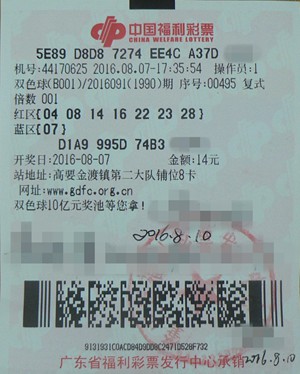 中国福利彩票
CHINA WELFARE LOTTERY
5E89 D8D8 7274 EE4C A37D
机号:44170625 2016.08.07-17:35:54 操作员:1
双色球(B001)/2016091(1990)期 序号:00495 复式
倍数 001
红区[04 08 14 16 22 23 28]
蓝区[07]
D1A9 995D 74B3
开奖日:2016-08-07 金额:14元
站地址:高要金渡镇第二大队铺位8卡
网址:www.gdfc.org.cn
双色球10亿元奖池等您拿!
2016.8.10
广东省福利彩票发行中心承销
2016.8.10